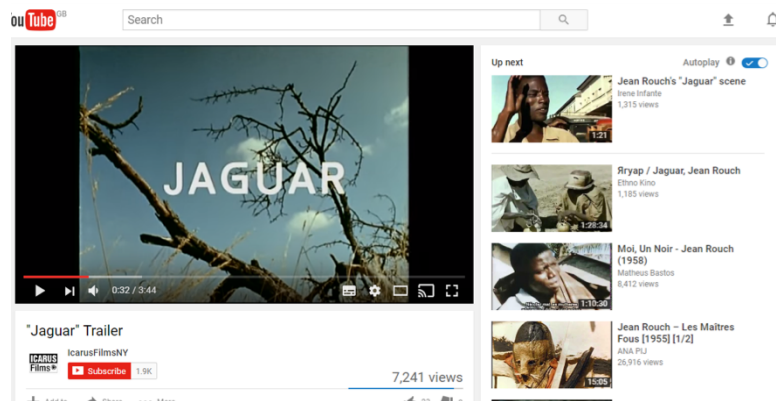 ou Tube GB
Search
JAGUAR
0:32 / 3:44
"Jaguar" Trailer
ICARUS
Films
IcarusFilmsNY
Subscribe 1.9K
7,241 views
Up next
Autoplay
Jean Rouch's "Jaguar" scene
Irene Infante
1,315 views
1:21
Ягуар / Jaguar, Jean Rouch
Ethno Kino
1,185 views
1:28:34
Moi, Un Noir - Jean Rouch
(1958)
Matheus Bastos
8,412 views
1:10:30
Jean Rouch – Les Maîtres
Fous [1955] [1/2]
ANA PIJ
26,916 views
15:05